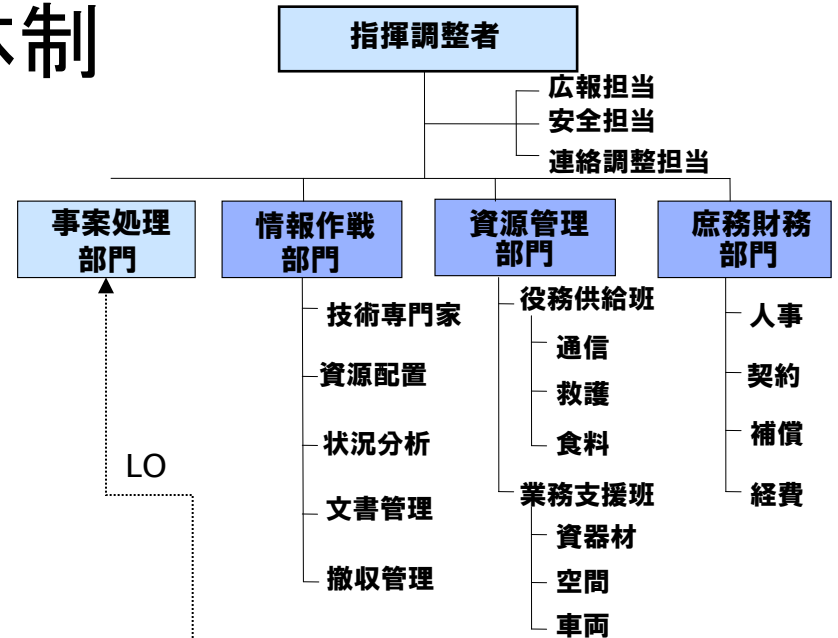 体制
指揮調整者
広報担当
安全担当
連絡調整担当
事案処理
部門
情報作戦
部門
資源管理
部門
庶務財務
部門
技術専門家
資源配置
状況分析
文書管理
撤収管理
役務供給班
通信
救護
食料
業務支援班
資器材
空間
車両
人事
契約
補償
経費
LO